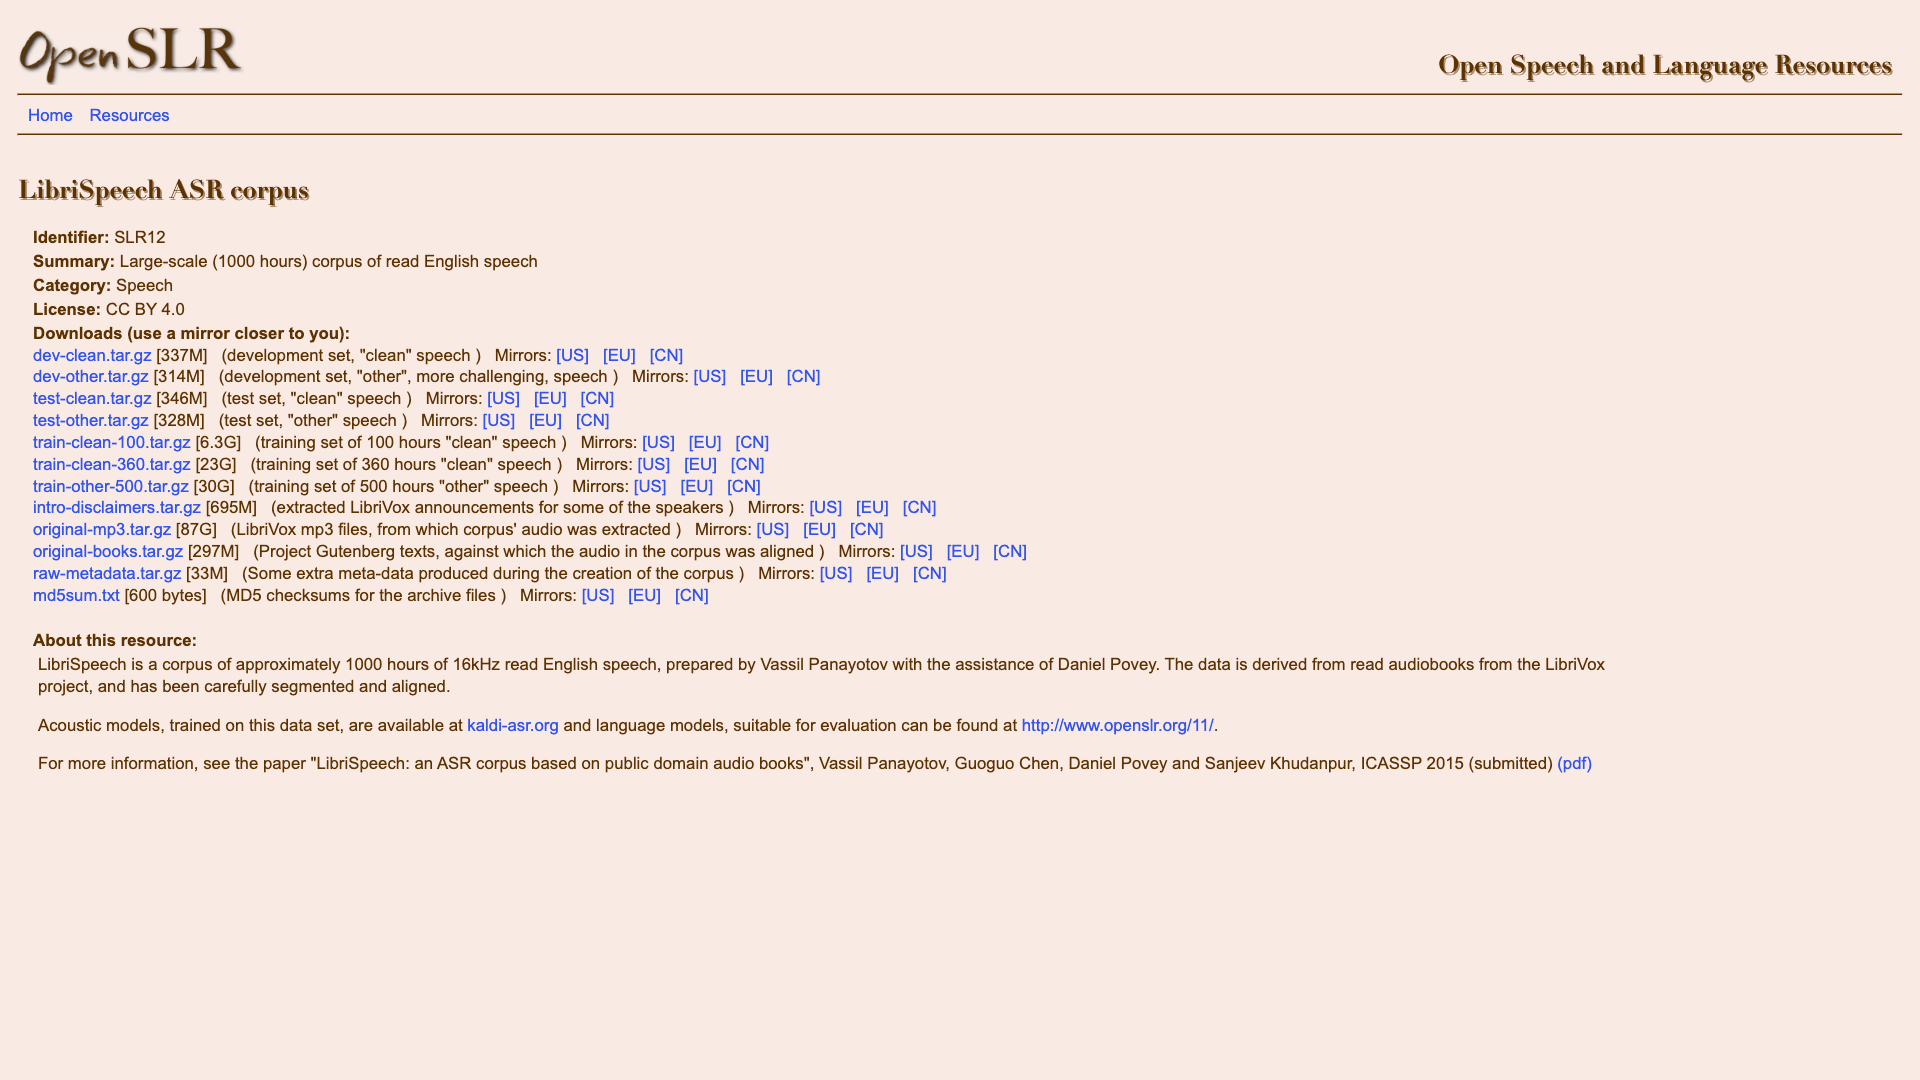 Open SLR
Open Speech and Language Resources
Home Resources
LibriSpeech ASR corpus
Identifier: SLR12
Summary: Large-scale (1000 hours) corpus of read English speech
Category: Speech
License: CC BY 4.0
Downloads (use a mirror closer to you):
dev-clean.tar.gz [337M] (development set, "clean" speech ) Mirrors: [US] [EU] [CN]
dev-other.tar.gz [314M] (development set, "other", more challenging, speech ) Mirrors: [US] [EU] [CN]
test-clean.tar.gz [346M] (test set, "clean" speech ) Mirrors: [US] [EU] [CN]
test-other.tar.gz [328M] (test set, "other" speech ) Mirrors: [US] [EU] [CN]
train-clean-100.tar.gz [6.3G] (training set of 100 hours "clean" speech ) Mirrors: [US] [EU] [CN]
train-clean-360.tar.gz [23G] (training set of 360 hours "clean" speech ) Mirrors: [US] [EU] [CN]
train-other-500.tar.gz [30G] (training set of 500 hours "other" speech ) Mirrors: [US] [EU] [CN]
intro-disclaimers.tar.gz [695M] (extracted LibriVox announcements for some of the speakers ) Mirrors: [US] [EU] [CN]
original-mp3.tar.gz [87G] (LibriVox mp3 files, from which corpus' audio was extracted ) Mirrors: [US] [EU] [CN]
original-books.tar.gz [297M] (Project Gutenberg texts, against which the audio in the corpus was aligned ) Mirrors: [US] [EU] [CN]
raw-metadata.tar.gz [33M] (Some extra meta-data produced during the creation of the corpus ) Mirrors: [US] [EU] [CN]
md5sum.txt [600 bytes] (MD5 checksums for the archive files ) Mirrors: [US] [EU] [CN]
About this resource:
LibriSpeech is a corpus of approximately 1000 hours of 16kHz read English speech, prepared by Vassil Panayotov with the assistance of Daniel Povey. The data is derived from read audiobooks from the LibriVox
project, and has been carefully segmented and aligned.
Acoustic models, trained on this data set, are available at kaldi-asr.org and language models, suitable for evaluation can be found at http://www.openslr.org/11/.
For more information, see the paper "LibriSpeech: an ASR corpus based on public domain audio books", Vassil Panayotov, Guoguo Chen, Daniel Povey and Sanjeev Khudanpur, ICASSP 2015 (submitted) (pdf)